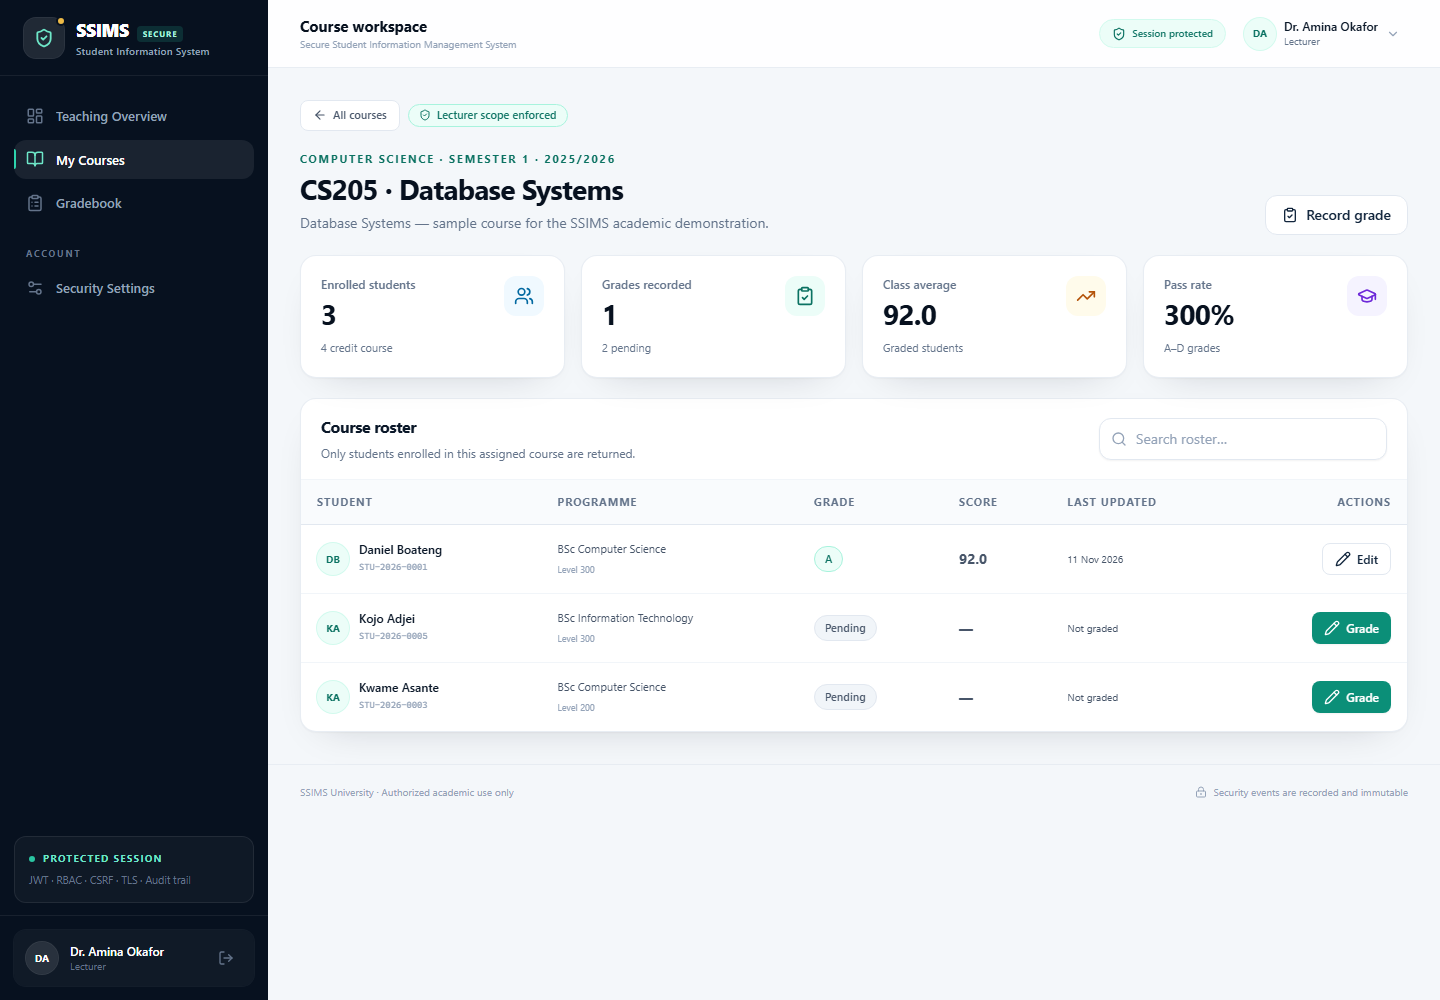 SSIMS SECURE
Student Information System
Teaching Overview
My Courses
Gradebook
ACCOUNT
Security Settings
PROTECTED SESSION
JWT · RBAC · CSRF · TLS · Audit trail
DA Dr. Amina Okafor
Lecturer
Course workspace
Secure Student Information Management System
Session protected
DA Dr. Amina Okafor
Lecturer
All courses
Lecturer scope enforced
COMPUTER SCIENCE · SEMESTER 1 · 2025/2026
CS205 · Database Systems
Database Systems — sample course for the SSIMS academic demonstration.
Record grade
Enrolled students
3
4 credit course
Grades recorded
1
2 pending
Class average
92.0
Graded students
Pass rate
300%
A–D grades
Course roster
Only students enrolled in this assigned course are returned.
Search roster...
STUDENT PROGRAMME GRADE SCORE LAST UPDATED ACTIONS
DB Daniel Boateng BSc Computer Science A 92.0 11 Nov 2026 Edit
STU-2026-0001 Level 300
KA Kojo Adjei BSc Information Technology Pending — Not graded Grade
STU-2026-0005 Level 300
KA Kwame Asante BSc Computer Science Pending — Not graded Grade
STU-2026-0003 Level 200
SSIMS University · Authorized academic use only
Security events are recorded and immutable